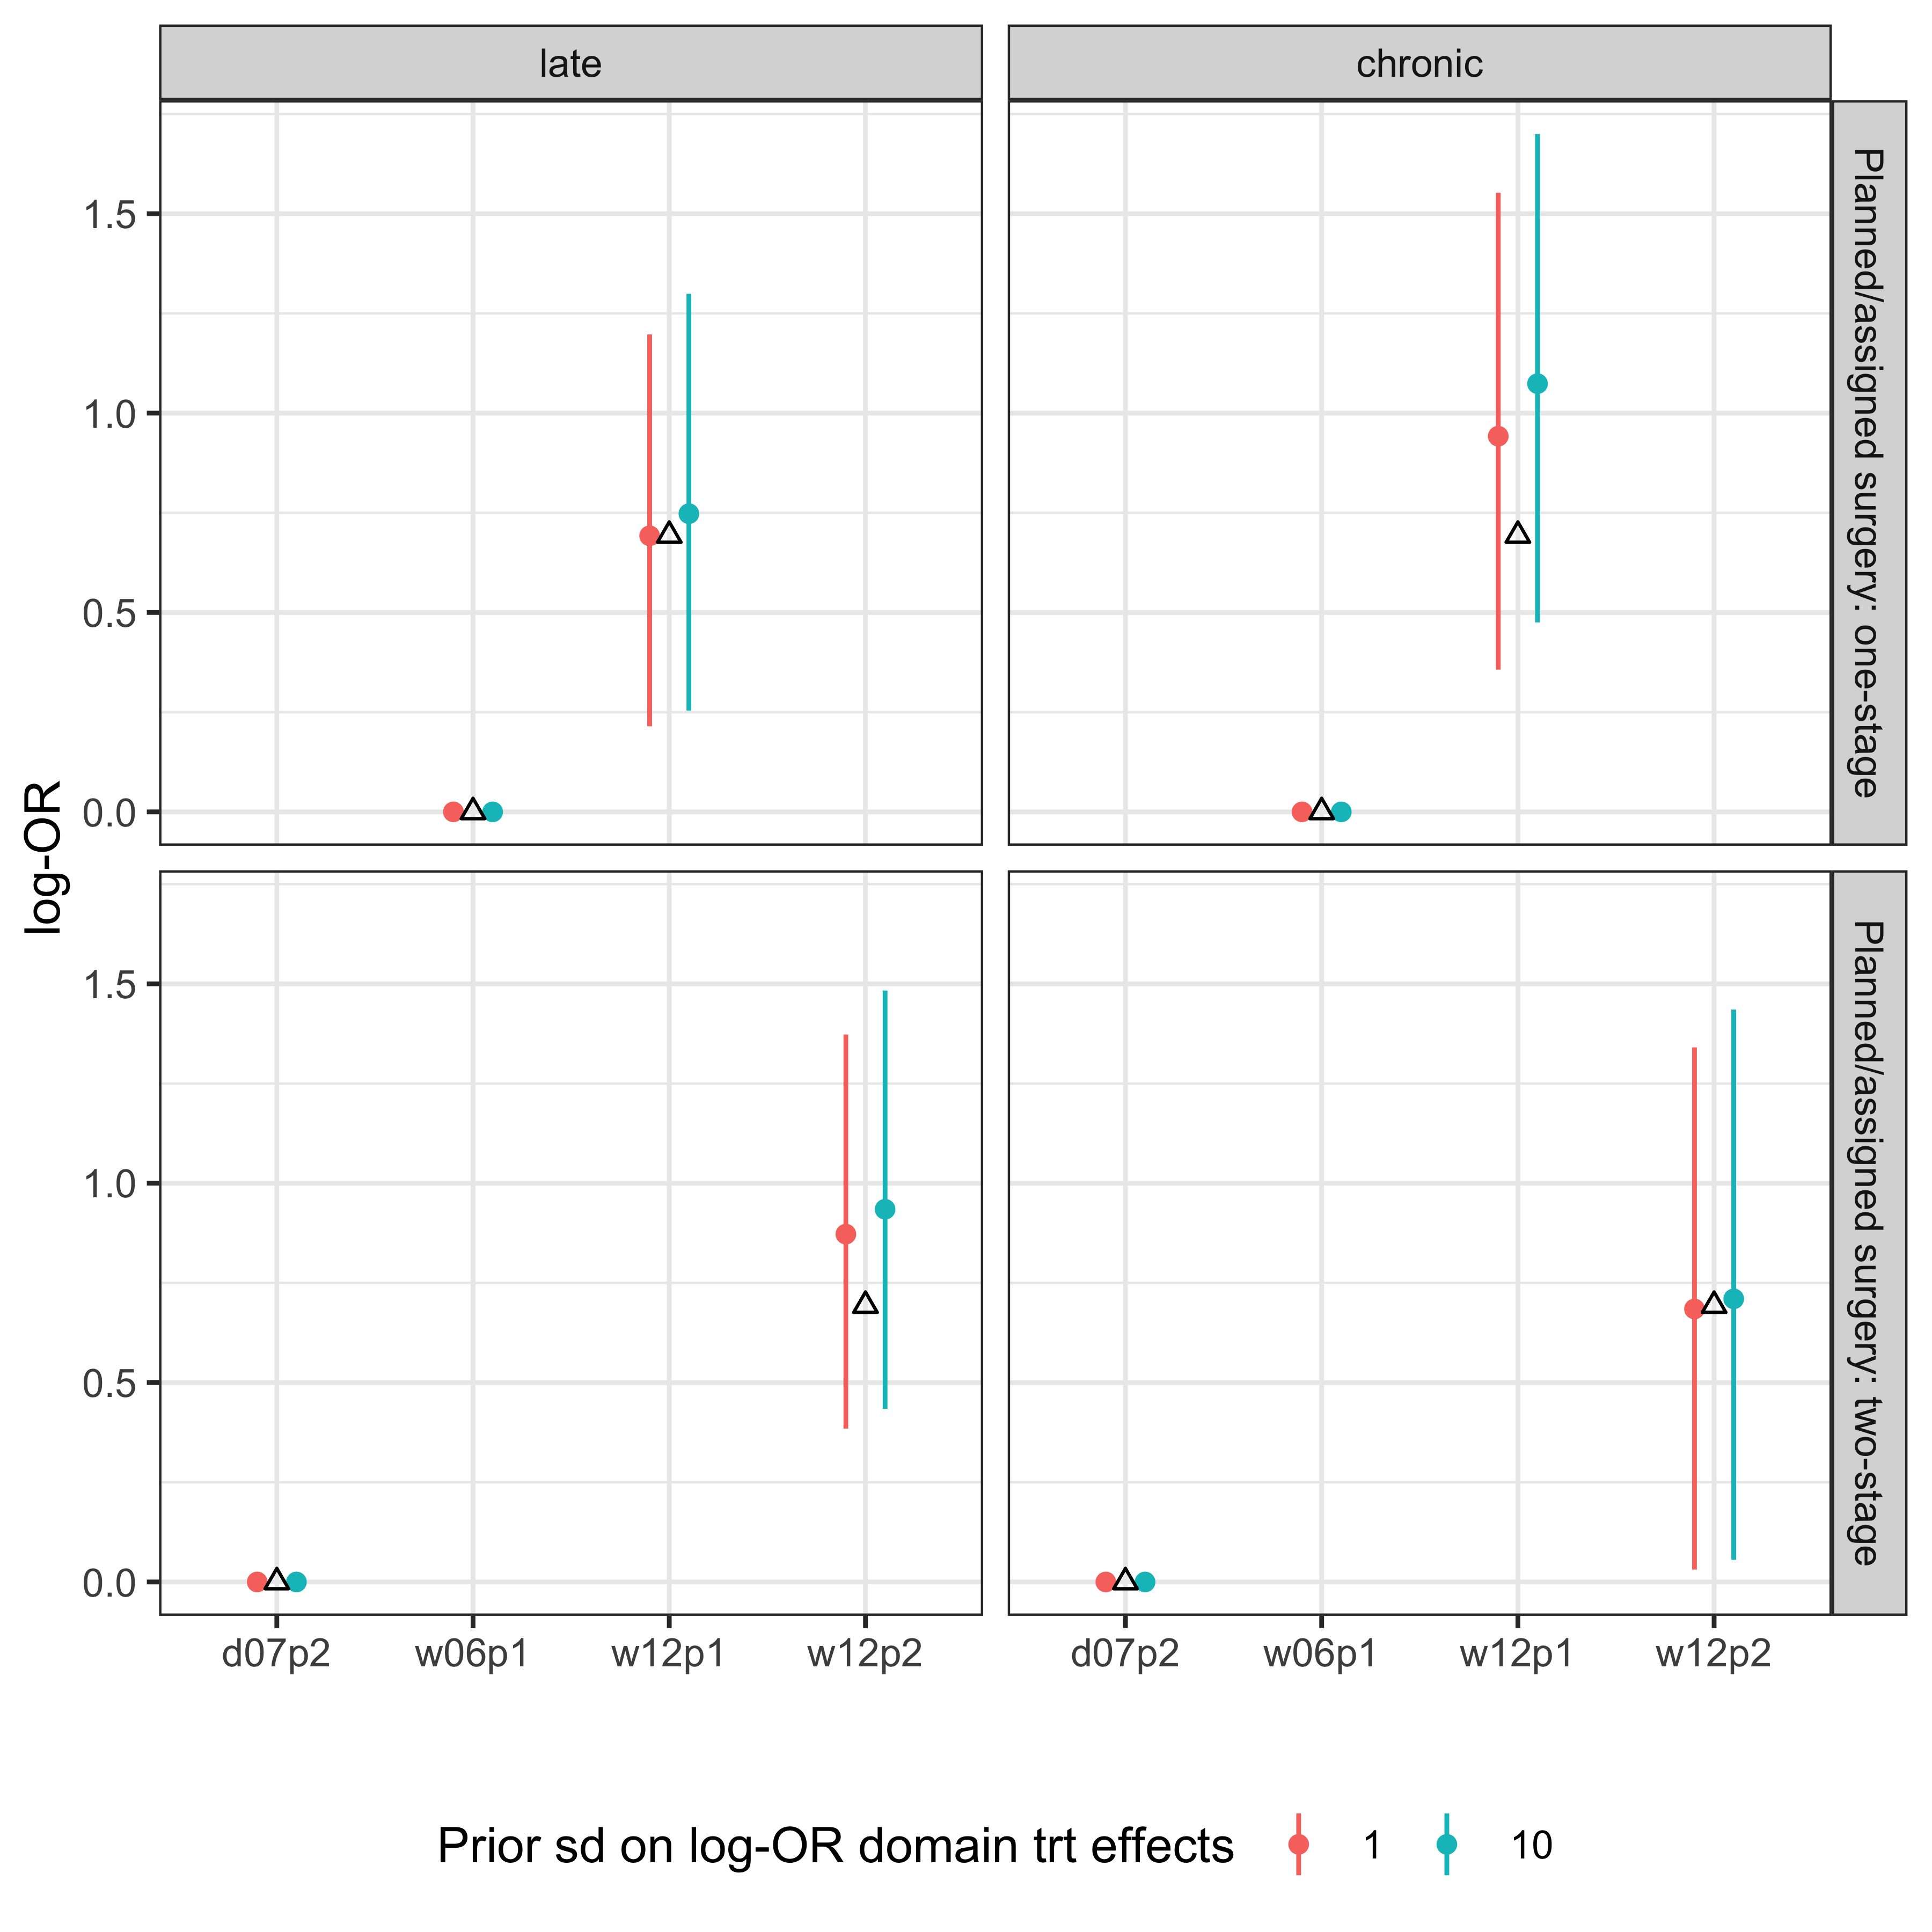 late
chronic
Planned/assigned surgery: one-stage
1.5
1.0
0.5
0.0
log-OR
Planned/assigned surgery: two-stage
1.5
1.0
0.5
0.0
d07p2 w06p1 w12p1 w12p2
d07p2 w06p1 w12p1 w12p2
Prior sd on log-OR domain trt effects 1 10